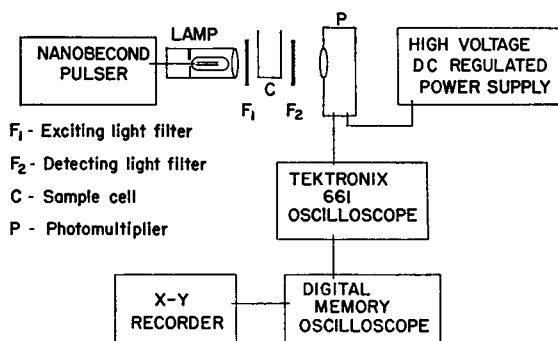 P
LAMP
NANOBECOND
PULSER
HIGH VOLTAGE
DC REGULATED
POWER SUPPLY
C
F₁
F₂
F₁ - Exciting light filter
F₂ - Detecting light filter
C - Sample cell
P - Photomultiplier
TEKTRONIX
661
OSCILLOSCOPE
X-Y
RECORDER
DIGITAL
MEMORY
OSCILLOSCOPE